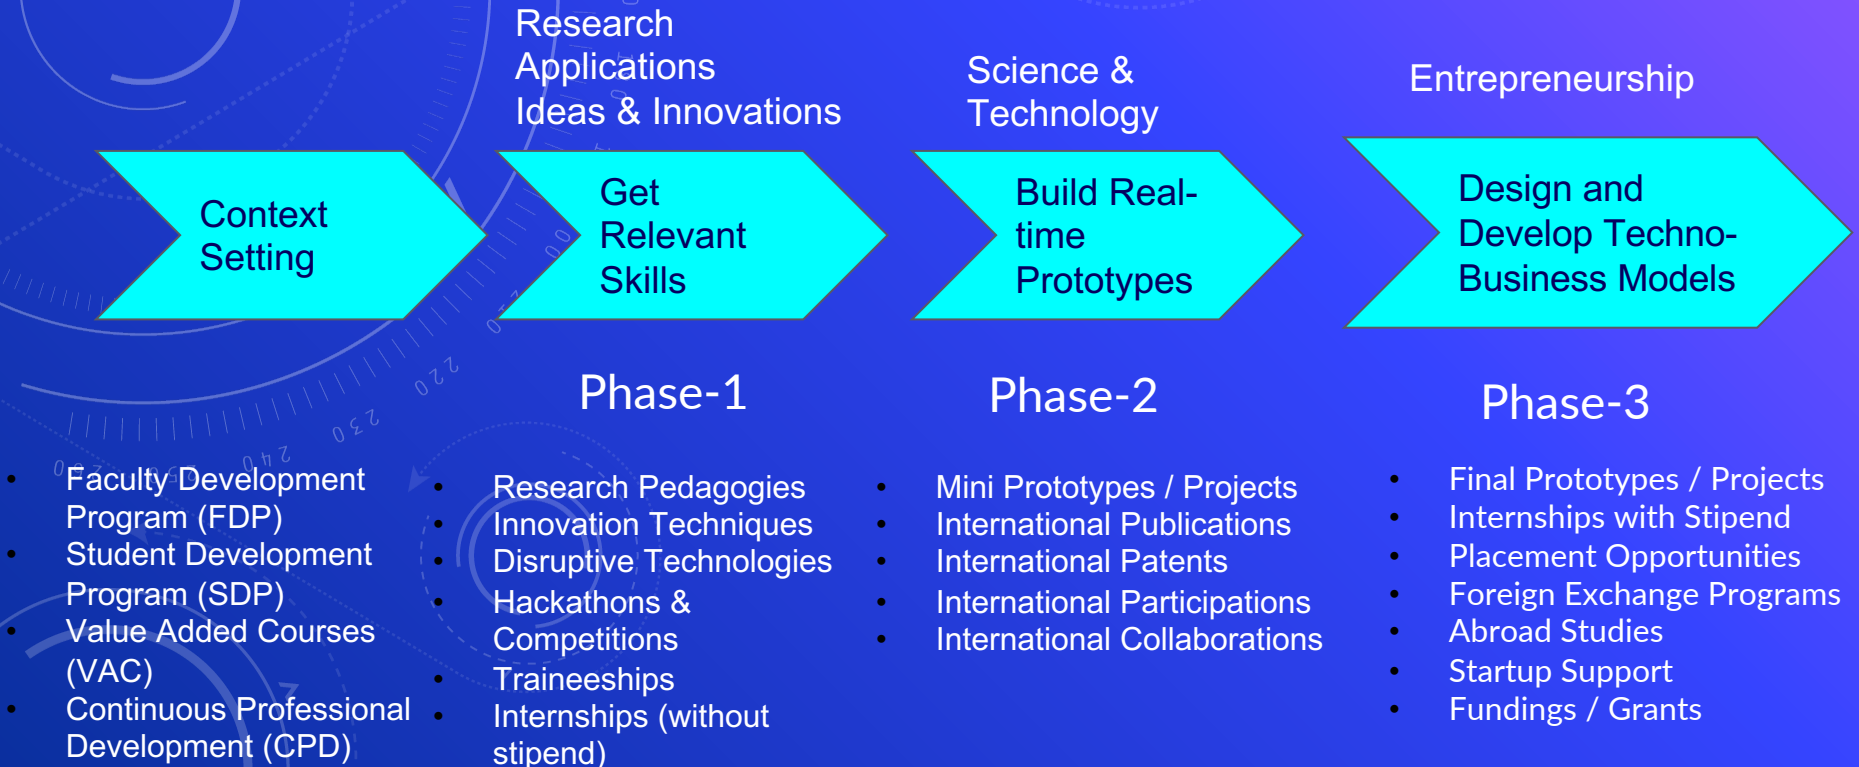 Research
Applications
Ideas & Innovations
Science &
Technology
Entrepreneurship
Context
Setting
Get
Relevant
Skills
Build Real-
time
Prototypes
Design and
Develop Techno-
Business Models
Phase-1
Phase-2
Phase-3
• Faculty Development
Program (FDP)
• Student Development
Program (SDP)
• Value Added Courses
(VAC)
• Continuous Professional
Development (CPD)
• Research Pedagogies
• Innovation Techniques
• Disruptive Technologies
• Hackathons &
Competitions
• Traineeships
• Internships (without
stipend)
• Mini Prototypes / Projects
• International Publications
• International Patents
• International Participations
• International Collaborations
• Final Prototypes / Projects
• Internships with Stipend
• Placement Opportunities
• Foreign Exchange Programs
• Abroad Studies
• Startup Support
• Fundings / Grants
220
230
240
250